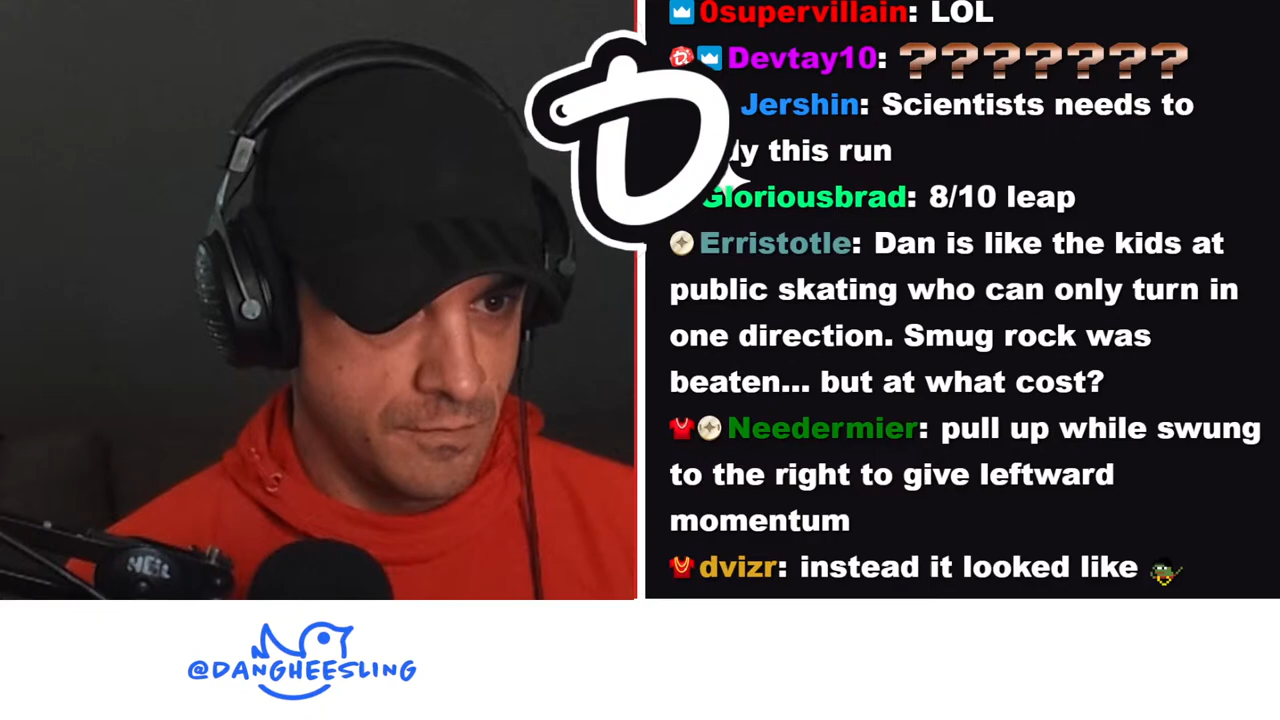 0supervillain: LOL
Devtay10: ???????
Jershin: Scientists needs to
dy this run
Gloriousbrad: 8/10 leap
Erristotle: Dan is like the kids at
public skating who can only turn in
one direction. Smug rock was
beaten... but at what cost?
Needermier: pull up while swung
to the right to give leftward
momentum
dvizr: instead it looked like
@DANGHEESLING